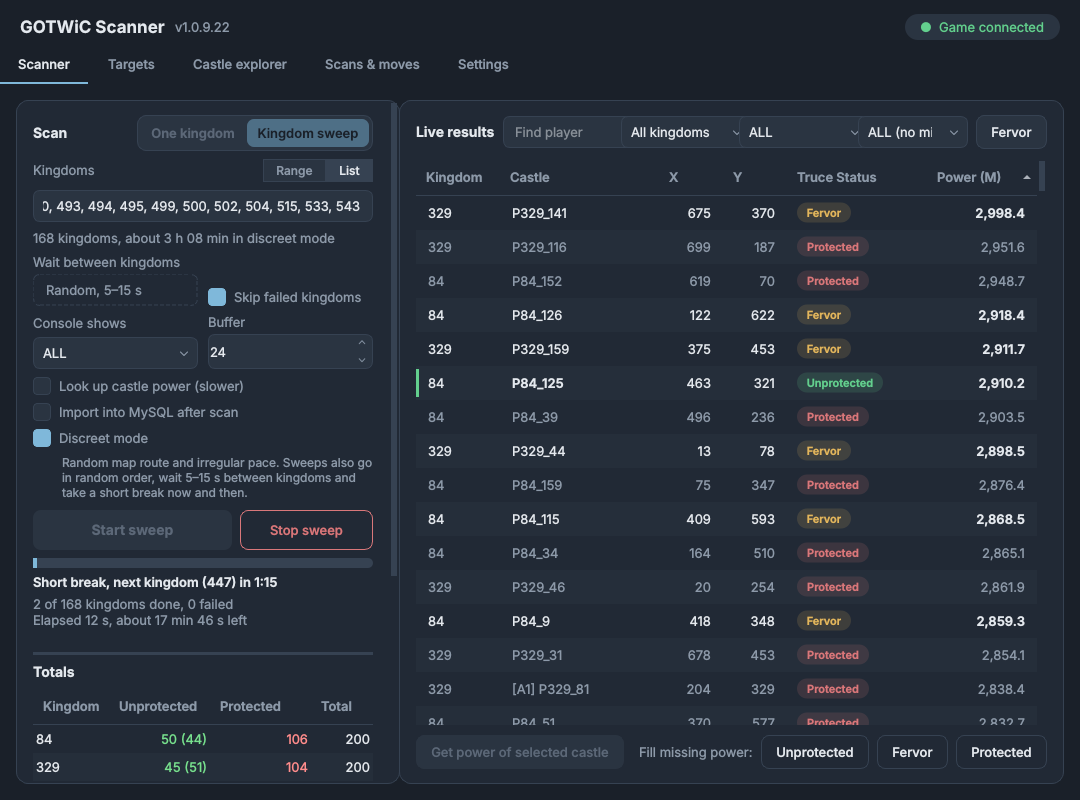 GOTWiC Scanner v1.0.9.22
Game connected
Scanner Targets Castle explorer Scans & moves Settings
Scan One kingdom Kingdom sweep
Kingdoms Range List
0, 493, 494, 495, 499, 500, 502, 504, 515, 533, 543
168 kingdoms, about 3 h 08 min in discreet mode
Wait between kingdoms
Random, 5–15 s Skip failed kingdoms
Console shows Buffer
ALL 24
Look up castle power (slower)
Import into MySQL after scan
Discreet mode
Random map route and irregular pace. Sweeps also go
in random order, wait 5–15 s between kingdoms and
take a short break now and then.
Start sweep Stop sweep
Short break, next kingdom (447) in 1:15
2 of 168 kingdoms done, 0 failed
Elapsed 12 s, about 17 min 46 s left
Totals
Kingdom Unprotected Protected Total
84 50 (44) 106 200
329 45 (51) 104 200
Live results Find player All kingdoms ALL ALL (no mi Fervor
Kingdom Castle X Y Truce Status Power (M)
329 P329_141 675 370 Fervor 2,998.4
329 P329_116 699 187 Protected 2,951.6
84 P84_152 619 70 Protected 2,948.7
84 P84_126 122 622 Fervor 2,918.4
329 P329_159 375 453 Fervor 2,911.7
84 P84_125 463 321 Unprotected 2,910.2
84 P84_39 496 236 Protected 2,903.5
329 P329_44 13 78 Fervor 2,898.5
84 P84_159 75 347 Protected 2,876.4
84 P84_115 409 593 Fervor 2,868.5
84 P84_34 164 510 Protected 2,865.1
329 P329_46 20 254 Protected 2,861.9
84 P84_9 418 348 Fervor 2,859.3
329 P329_31 678 453 Protected 2,854.1
329 [A1] P329_81 204 329 Protected 2,838.4
84 P84_51 370 577 Protected 2,832.7
Get power of selected castle Fill missing power: Unprotected Fervor Protected